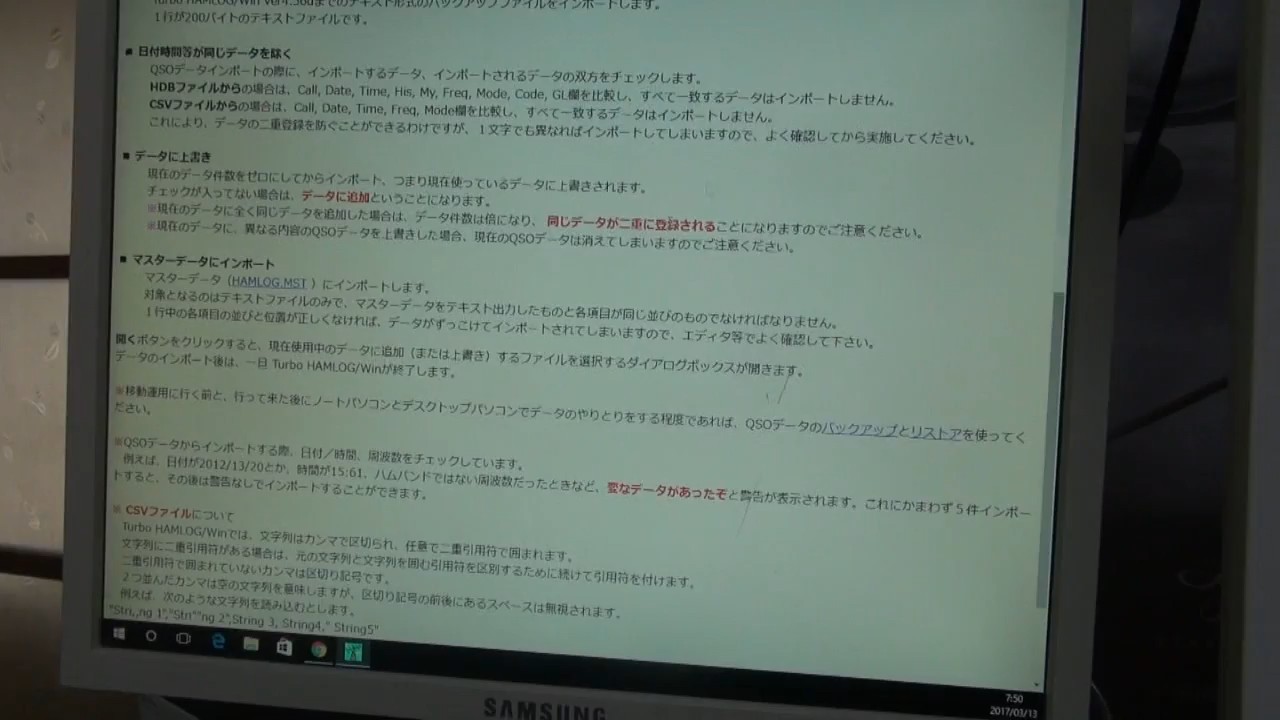 Turbo HAMLOG/Win Ver4.56dまでのテキスト形式のバックアップファイルをインポートします。
1行が200バイトのテキストファイルです。
■ 日付時間等が同じデータを除く
QSOデータインポートの際に、インポートするデータ、インポートされるデータの双方をチェックします。
HDBファイルからの場合は、Call, Date, Time, His, My, Freq, Mode, Code, GL欄を比較し、すべて一致するデータはインポートしません。
CSVファイルからの場合は、Call, Date, Time, Freq, Mode欄を比較し、すべて一致するデータはインポートしません。
これにより、データの二重登録を防ぐことができるわけですが、１文字でも異なればインポートしてしまいますので、よく確認してから実施してください。
■ データに上書き
現在のデータ件数をゼロにしてからインポート、つまり現在使っているデータに上書きされます。
チェックが入ってない場合は、データに追加ということになります。
※現在のデータに全く同じデータを追加した場合は、データ件数は倍になり、同じデータが二重に登録されることになりますのでご注意ください。
※現在のデータに、異なる内容のQSOデータを上書きした場合、現在のQSOデータは消えてしまいますのでご注意ください。
■ マスターデータにインポート
マスターデータ（HAMLOG.MST ）にインポートします。
対象となるのはテキストファイルのみで、マスターデータをテキスト出力したものと各項目が同じ並びのものでなければなりません。
１行中の各項目の並びと位置が正しくなければ、データがずっこけてインポートされてしまいますので、エディタ等でよく確認して下さい。
開くボタンをクリックすると、現在使用中のデータに追加（または上書き）するファイルを選択するダイアログボックスが開きます。
データのインポート後は、一旦 Turbo HAMLOG/Winが終了します。
※移動運用に行く前と、行って来た後にノートパソコンとデスクトップパソコンでデータのやりとりをする程度であれば、QSOデータのバックアップとリストアを使ってく
ださい。
※QSOデータからインポートする際、日付／時間、周波数をチェックしています。
例えば、日付が2012/13/20とか、時間が15:61、ハムバンドではない周波数だったときなど、変なデータがあったぞと警告が表示されます。これにかまわず５件インポー
トすると、その後は警告なしでインポートすることができます。
※ CSVファイルについて
Turbo HAMLOG/Winでは、文字列はカンマで区切られ、任意で二重引用符で囲まれます。
文字列に二重引用符がある場合は、元の文字列と文字列を囲む引用符を区別するために続けて引用符を付けます。
二重引用符で囲まれていないカンマは区切り記号です。
２つ並んだカンマは空の文字列を意味しますが、区切り記号の前後にあるスペースは無視されます。
例えば、次のような文字列を読み込むとします。
"Stri,,ng 1","Stri""ng 2",String 3, String4," String5"
7:50
2017/03/13
SAMSUNG